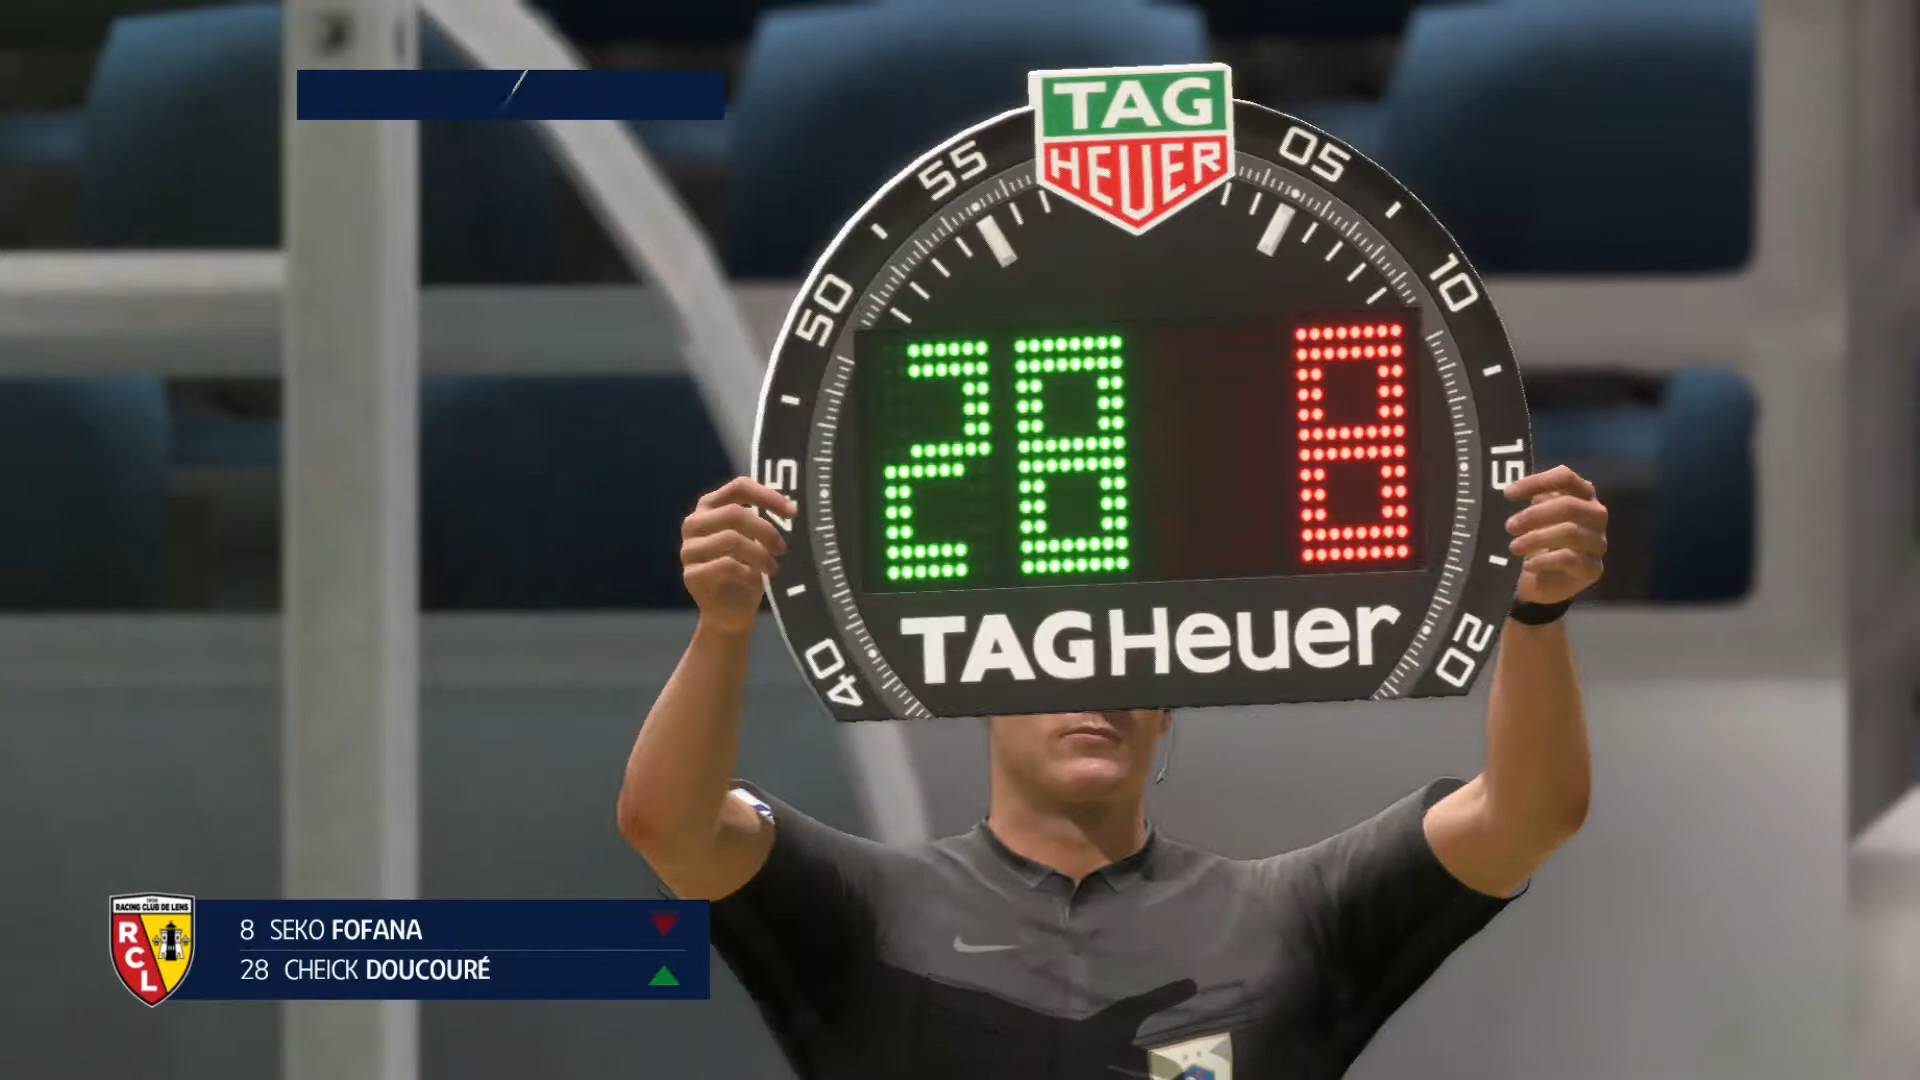 TAG
HEUER
55
05
50
10
45
15
28 8
40
20
TAGHeuer
RACING CLUB DE LENS
RCL
8 SEKO FOFANA
28 CHEICK DOUCOURÉ